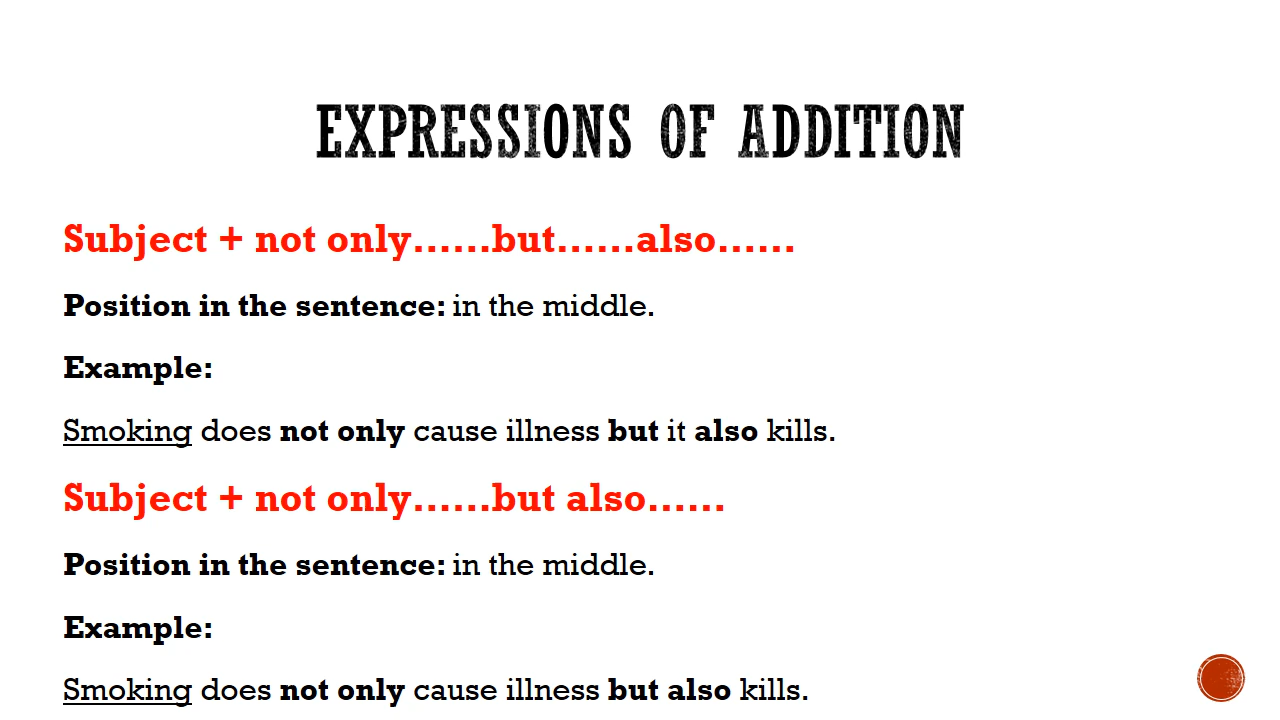 EXPRESSIONS OF ADDITION
Subject + not only......but......also......
Position in the sentence: in the middle.
Example:
Smoking does not only cause illness but it also kills.
Subject + not only......but also......
Position in the sentence: in the middle.
Example:
Smoking does not only cause illness but also kills.